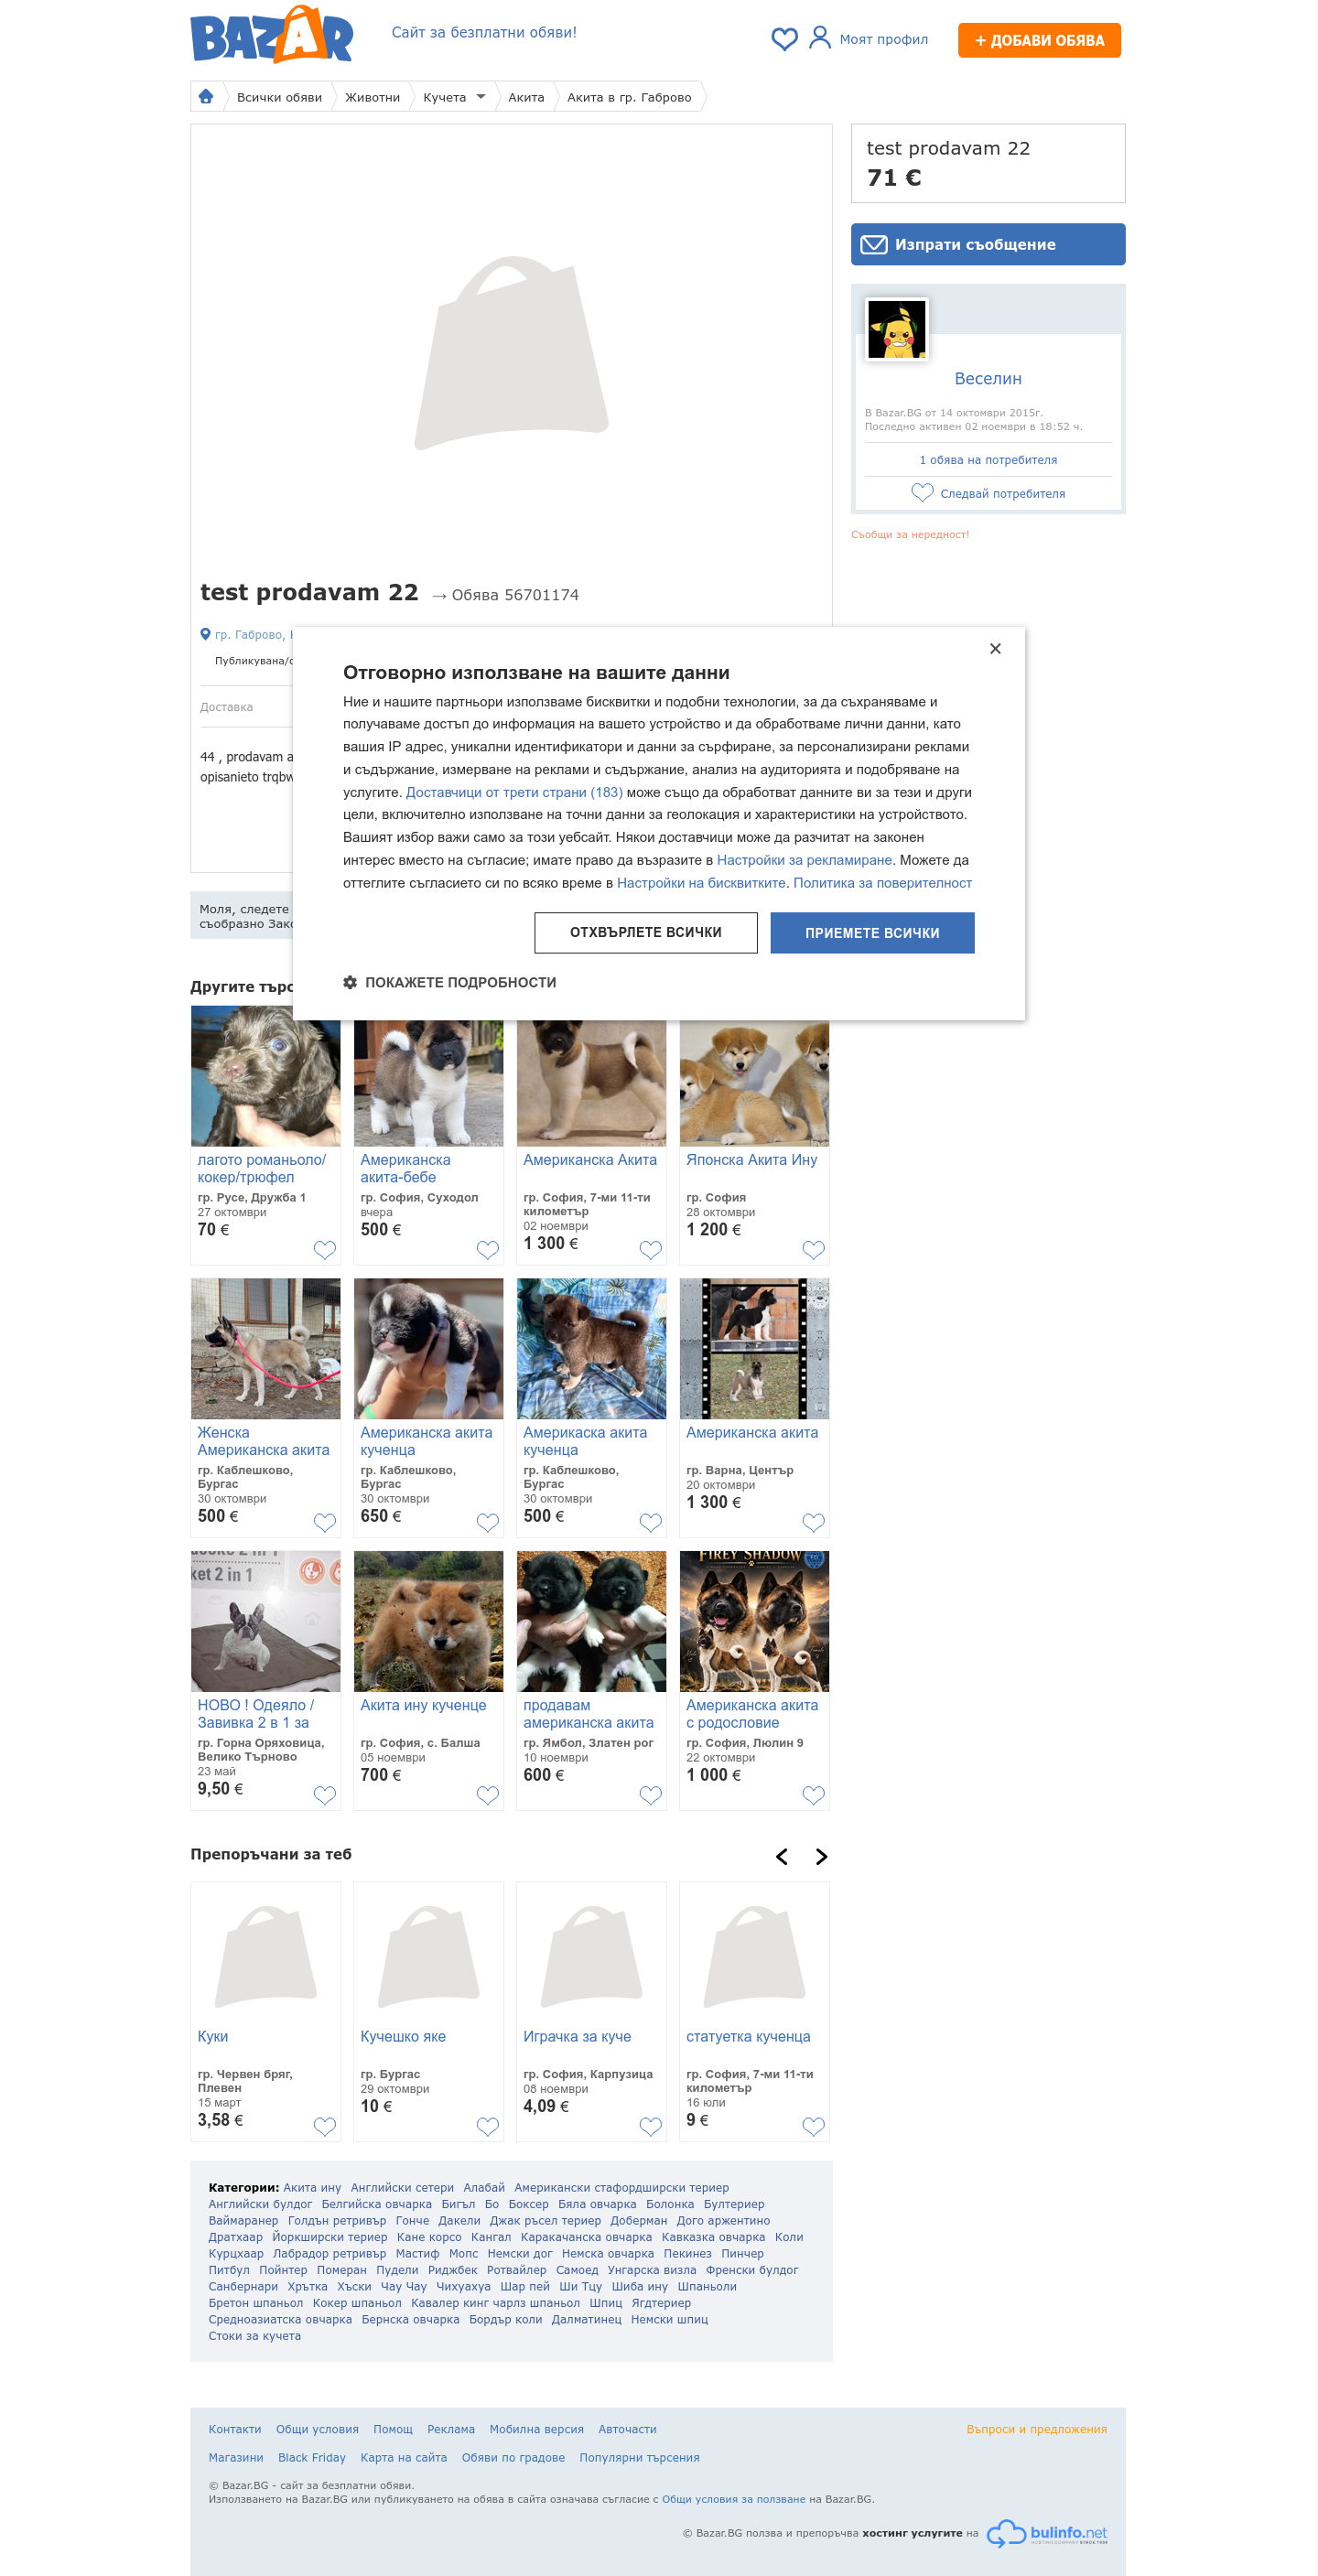 BAZAR
Сайт за безплатни обяви!
Моят профил
+ ДОБАВИ ОБЯВА
Всички обяви
Животни
Кучета
Акита
Акита в гр. Габрово
test prodavam 22
71 €
Изпрати съобщение
Веселин
В Bazar.BG от 14 октомври 2015г.
Последно активен 02 ноември в 18:52 ч.
1 обява на потребителя
Следвай потребителя
Съобщи за нередност!
test prodavam 22 → Обява 56701174
гр. Габрово,
Публикувана/
Доставка
44 , prodavam
opisanieto
Моля, следете
съобразно
×
Отговорно използване на вашите данни
Ние и нашите партньори използваме бисквитки и подобни технологии, за да съхраняваме и
получаваме достъп до информация на вашето устройство и да обработваме лични данни, като
вашия IP адрес, уникални идентификатори и данни за сърфиране, за персонализирани реклами
и съдържание, измерване на реклами и съдържание, анализ на аудиторията и подобряване на
услугите. Доставчици от трети страни (183) може също да обработват данните ви за тези и други
цели, включително използване на точни данни за геолокация и характеристики на устройството.
Вашият избор важи само за този уебсайт. Някои доставчици може да разчитат на законен
интерес вместо на съгласие; имате право да възразите в Настройки за рекламиране. Можете да
оттеглите съгласието си по всяко време в Настройки на бисквитките. Политика за поверителност
ОТХВЪРЛЕТЕ ВСИЧКИ
ПРИЕМЕТЕ ВСИЧКИ
ПОКАЖЕТЕ ПОДРОБНОСТИ
Другите
лагото романьоло/
кокер/трюфел
гр. Русе, Дружба 1
27 октомври
70 €
Американска
акита-бебе
гр. София, Суходол
вчера
500 €
Американска Акита
гр. София, 7-ми 11-ти
километър
02 ноември
1 300 €
Японска Акита Ину
гр. София
28 октомври
1 200 €
Женска
Американска акита
гр. Каблешково,
Бургас
30 октомври
500 €
Американска акита
кученца
гр. Каблешково,
Бургас
30 октомври
650 €
Америкаска акита
кученца
гр. Каблешково,
Бургас
30 октомври
500 €
Американска акита
гр. Варна, Център
20 октомври
1 300 €
ket 2 in 1
НОВО ! Одеяло /
Завивка 2 в 1 за
гр. Горна Оряховица,
Велико Търново
23 май
9,50 €
Акита ину кученце
гр. София, с. Балша
05 ноември
700 €
продавам
американска акита
гр. Ямбол, Златен рог
10 ноември
600 €
FIREY SHADOW
Американска акита
с родословие
гр. София, Люлин 9
22 октомври
1 000 €
Препоръчани за теб
Куки
гр. Червен бряг,
Плевен
15 март
3,58 €
Кучешко яке
гр. Бургас
29 октомври
10 €
Играчка за куче
гр. София, Карпузица
08 ноември
4,09 €
статуетка кученца
гр. София, 7-ми 11-ти
километър
16 юли
9 €
Категории: Акита ину Английски сетери Алабай Американски стафордширски териер
Английски булдог Белгийска овчарка Бигъл Бо Боксер Бяла овчарка Болонка Бултериер
Ваймаранер Голдън ретривър Гонче Дакели Джак ръсел териер Доберман Дого аржентино
Дратхаар Йоркширски териер Кане корсо Кангал Каракачанска овчарка Кавказка овчарка Коли
Курцхаар Лабрадор ретривър Мастиф Мопс Немски дог Немска овчарка Пекинез Пинчер
Питбул Пойнтер Померан Пудели Риджбек Ротвайлер Самоед Унгарска визла Френски булдог
Санбернари Хрътка Хъски Чау Чау Чихуахуа Шар пей Ши Тцу Шиба ину Шпаньоли
Бретон шпаньол Кокер шпаньол Кавалер кинг чарлз шпаньол Шпиц Ягдтериер
Средноазиатска овчарка Бернска овчарка Бордър коли Далматинец Немски шпиц
Стоки за кучета
Контакти Общи условия Помощ Реклама Мобилна версия Авточасти
Въпроси и предложения
Магазини Black Friday Карта на сайта Обяви по градове Популярни търсения
© Bazar.BG - сайт за безплатни обяви.
Използването на Bazar.BG или публикуването на обява в сайта означава съгласие с Общи условия за ползване на Bazar.BG.
© Bazar.BG ползва и препоръчва хостинг услугите на
bulinfo.net